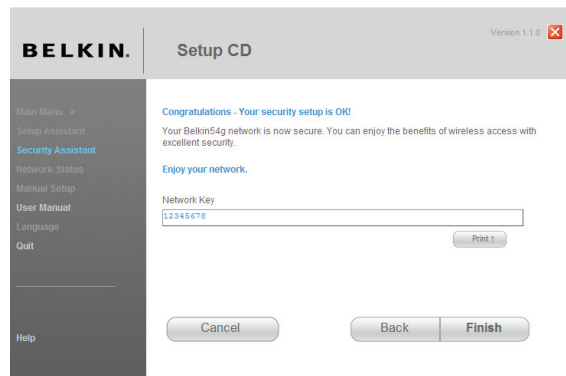 BELKIN.
Setup CD
Version 1.1.0
Main Menu >
Setup Assistant
Security Assistant
Network Status
Manual Setup
User Manual
Language
Quit
Help
Congratulations - Your security setup is OK!
Your Belkin54g network is now secure. You can enjoy the benefits of wireless access with
excellent security.
Enjoy your network.
Network Key
12345678
Print ↑
Cancel
Back
Finish